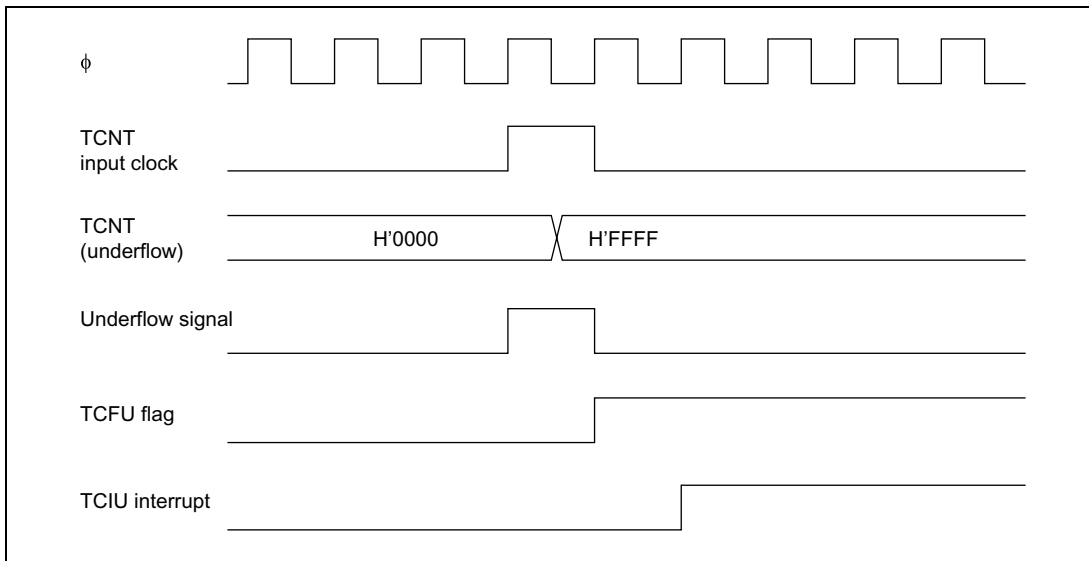 ϕ
TCNT
input clock
TCNT
(underflow)
H'0000
H'FFFF
Underflow signal
TCFU flag
TCIU interrupt